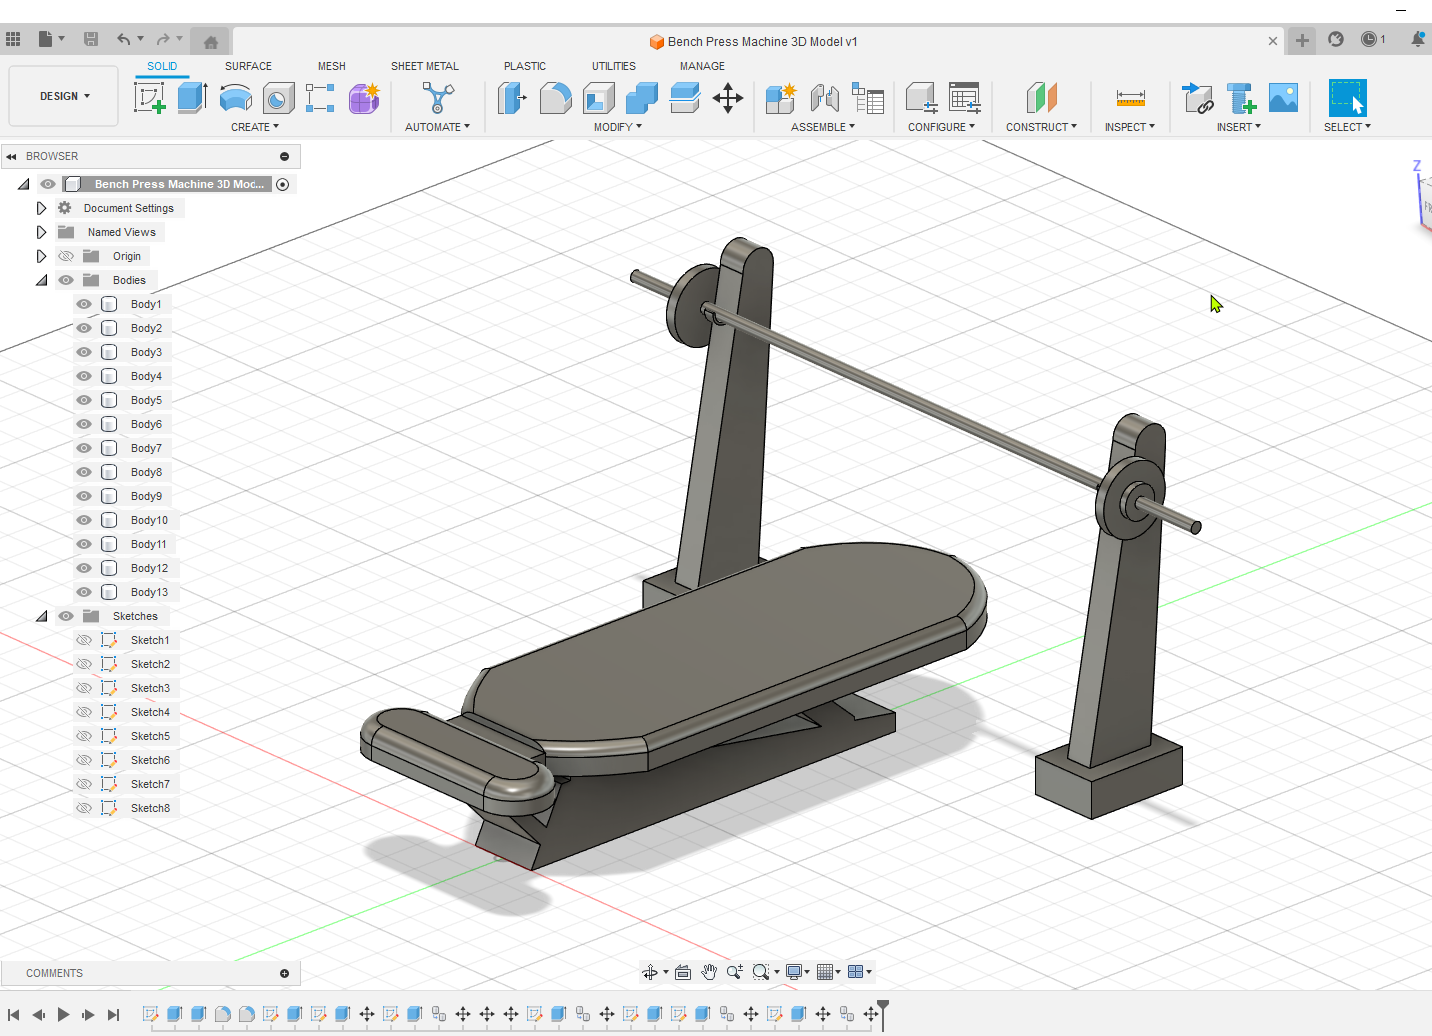 Bench Press Machine 3D Model v1
1
SOLID SURFACE MESH SHEET METAL PLASTIC UTILITIES MANAGE
DESIGN
CREATE AUTOMATE MODIFY ASSEMBLE CONFIGURE CONSTRUCT INSPECT INSERT SELECT
BROWSER
Bench Press Machine 3D Moc...
Document Settings
Named Views
Origin
Bodies
Body1
Body2
Body3
Body4
Body5
Body6
Body7
Body8
Body9
Body10
Body11
Body12
Body13
Sketches
Sketch1
Sketch2
Sketch3
Sketch4
Sketch5
Sketch6
Sketch7
Sketch8
Z
FR
COMMENTS